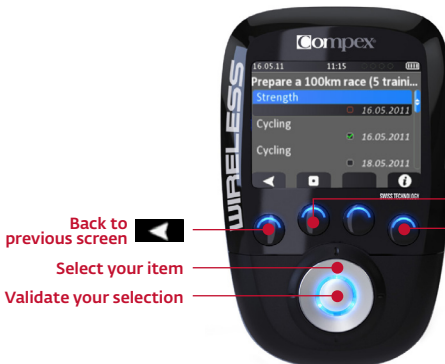 Compex
WIRELESS
16.05.11 11:15
Prepare a 100km race (5 traini...
Strength
16.05.2011
Cycling
16.05.2011
Cycling
18.05.2011
i
SWISS TECHNOLOGY
Back to
previous screen
Select your item
Validate your selection